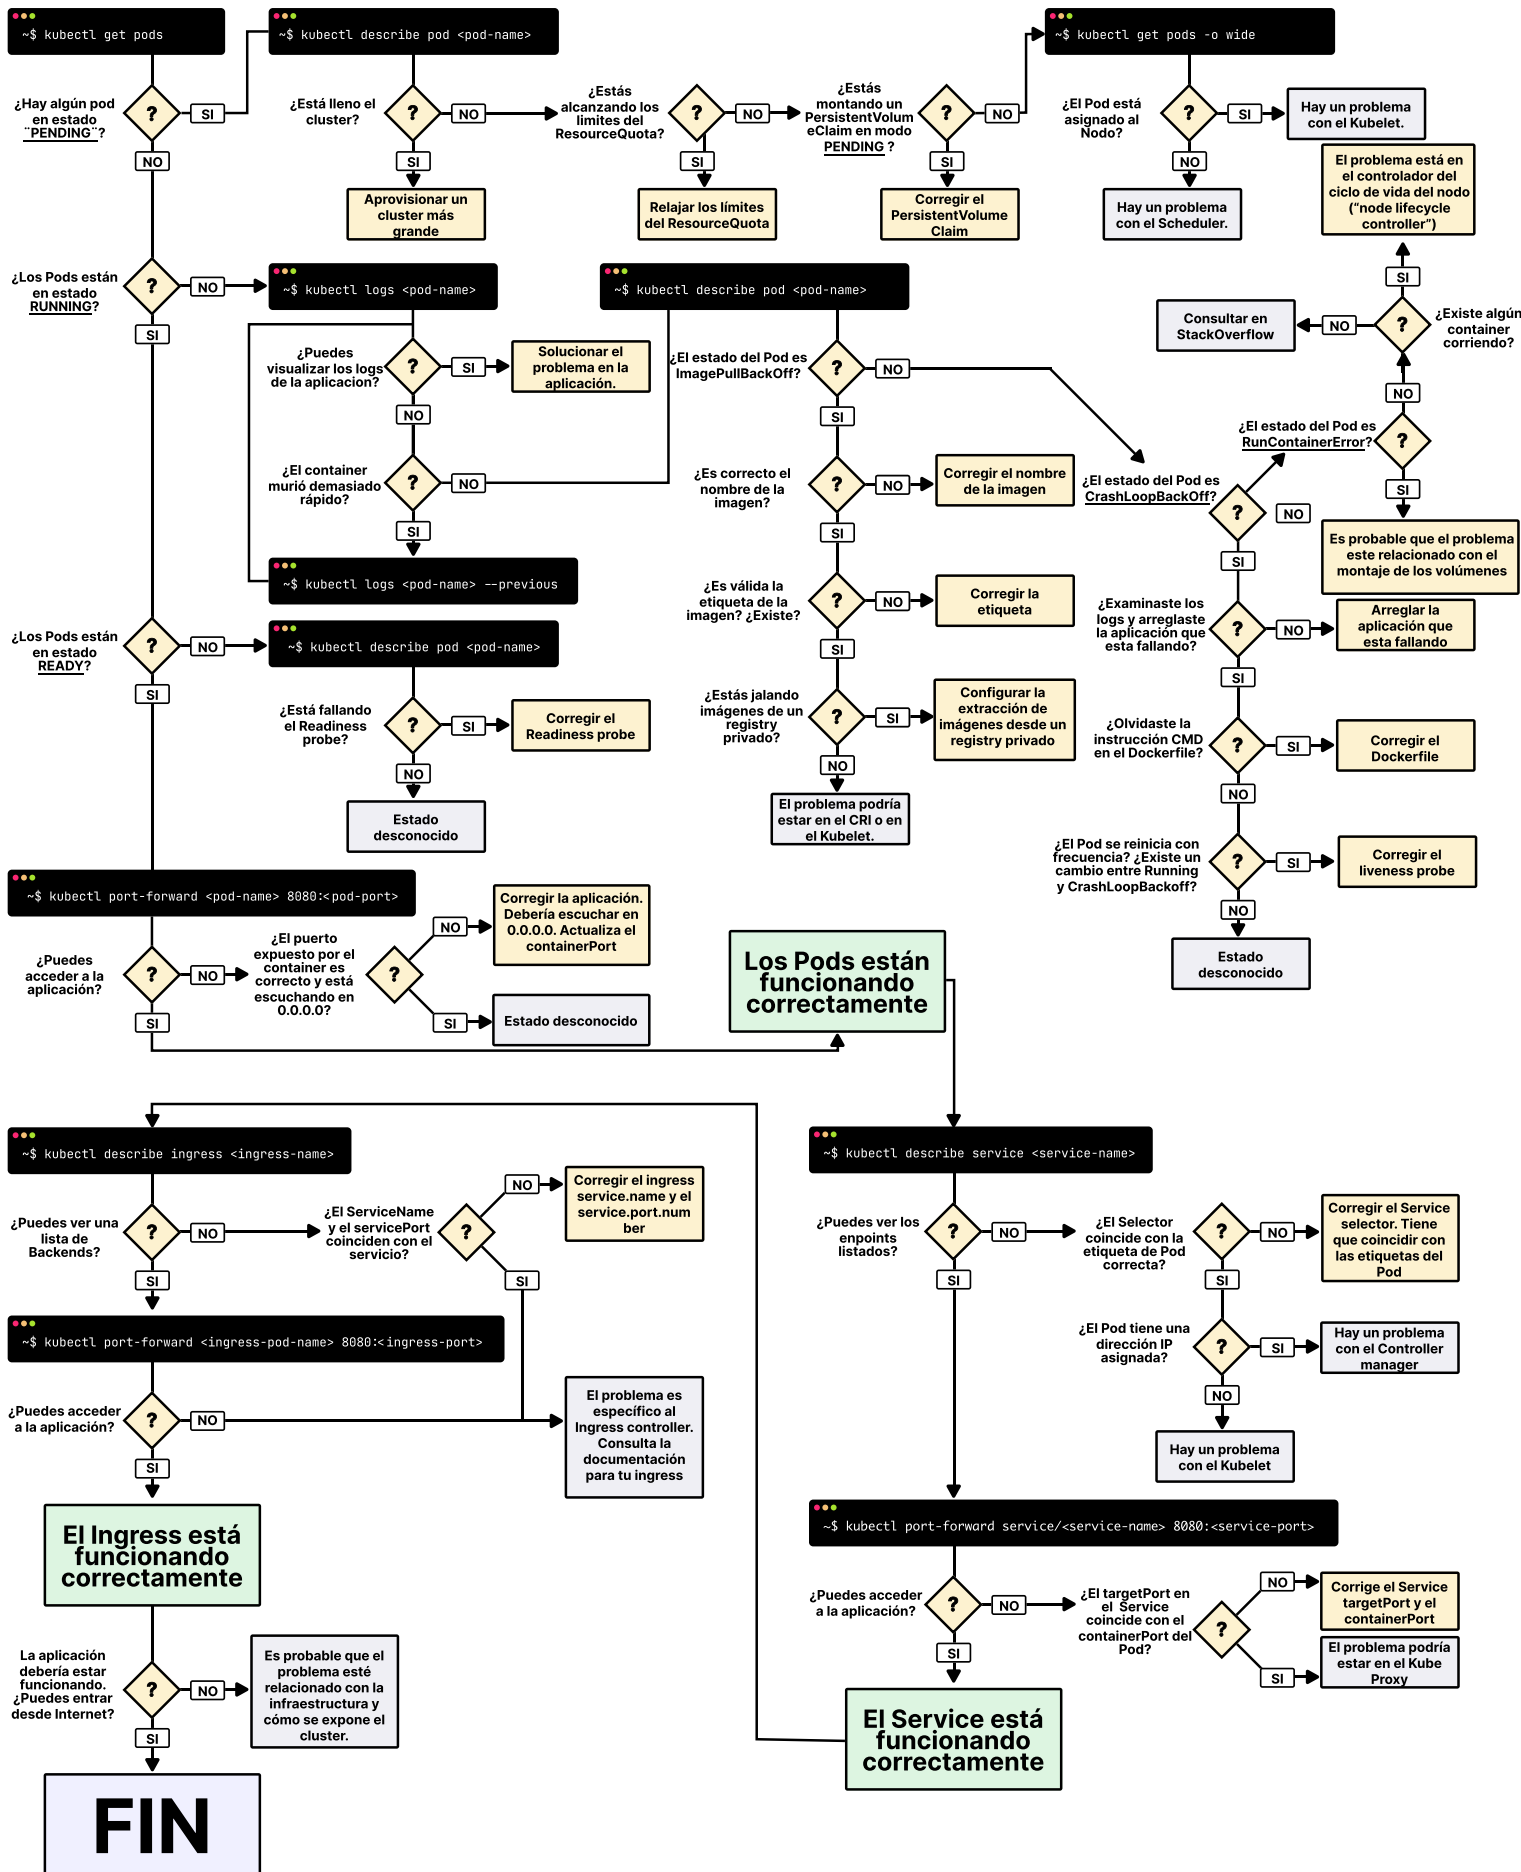 ~$ kubectl get pods
~$ kubectl describe pod <pod-name>
~$ kubectl get pods -o wide
¿Hay algún pod
en estado
¨PENDING¨?
?
SI
NO
¿Está lleno el
cluster?
?
NO
SI
Aprovisionar un
cluster más
grande
¿Estás
alcanzando los
limites del
ResourceQuota?
?
NO
SI
Relajar los límites
del ResourceQuota
¿Estás
montando un
PersistentVolum
eClaim en modo
PENDING ?
?
NO
SI
Corregir el
PersistentVolume
Claim
¿El Pod está
asignado al
Nodo?
?
SI
Hay un problema
con el Kubelet.
NO
Hay un problema
con el Scheduler.
El problema está en
el controlador del
ciclo de vida del nodo
(“node lifecycle
controller”)
SI
¿Existe algún
container
corriendo?
?
NO
Consultar en
StackOverflow
NO
¿El estado del Pod es
RunContainerError?
?
SI
Es probable que el problema
este relacionado con el
montaje de los volúmenes
¿Los Pods están
en estado
RUNNING?
?
NO
SI
~$ kubectl logs <pod-name>
¿Puedes
visualizar los logs
de la aplicacion?
?
SI
Solucionar el
problema en la
aplicación.
NO
¿El container
murió demasiado
rápido?
?
NO
SI
~$ kubectl logs <pod-name> --previous
~$ kubectl describe pod <pod-name>
¿El estado del Pod es
ImagePullBackOff?
?
NO
SI
¿Es correcto el
nombre de la
imagen?
?
NO
Corregir el nombre
de la imagen
SI
¿Es válida la
etiqueta de la
imagen? ¿Existe?
?
NO
Corregir la
etiqueta
SI
¿Estás jalando
imágenes de un
registry
privado?
?
SI
Configurar la
extracción de
imágenes desde un
registry privado
NO
El problema podría
estar en el CRI o en
el Kubelet.
¿El estado del Pod es
CrashLoopBackOff?
?
NO
SI
¿Examinaste los
logs y arreglaste
la aplicación que
esta fallando?
?
NO
Arreglar la
aplicación que
esta fallando
SI
¿Olvidaste la
instrucción CMD
en el Dockerfile?
?
SI
Corregir el
Dockerfile
NO
¿El Pod se reinicia con
frecuencia? ¿Existe un
cambio entre Running
y CrashLoopBackoff?
?
SI
Corregir el
liveness probe
NO
Estado
desconocido
¿Los Pods están
en estado
READY?
?
NO
SI
~$ kubectl describe pod <pod-name>
¿Está fallando
el Readiness
probe?
?
SI
Corregir el
Readiness probe
NO
Estado
desconocido
~$ kubectl port-forward <pod-name> 8080:<pod-port>
¿Puedes
acceder a la
aplicación?
?
NO
SI
¿El puerto
expuesto por el
container es
correcto y está
escuchando en
0.0.0.0?
?
NO
Corregir la aplicación.
Debería escuchar en
0.0.0.0. Actualiza el
containerPort
SI
Estado desconocido
Los Pods están
funcionando
correctamente
~$ kubectl describe service <service-name>
¿Puedes ver los
enpoints
listados?
?
NO
SI
¿El Selector
coincide con la
etiqueta de Pod
correcta?
?
NO
Corregir el Service
selector. Tiene
que coincidir con
las etiquetas del
Pod
SI
¿El Pod tiene una
dirección IP
asignada?
?
SI
Hay un problema
con el Controller
manager
NO
Hay un problema
con el Kubelet
~$ kubectl port-forward service/<service-name> 8080:<service-port>
¿Puedes acceder
a la aplicación?
?
NO
SI
¿El targetPort en
el Service
coincide con el
containerPort del
Pod?
?
NO
Corrige el Service
targetPort y el
containerPort
SI
El problema podría
estar en el Kube
Proxy
El Service está
funcionando
correctamente
~$ kubectl describe ingress <ingress-name>
¿Puedes ver una
lista de
Backends?
?
NO
SI
¿El ServiceName
y el servicePort
coinciden con el
servicio?
?
NO
Corregir el ingress
service.name y el
service.port.num
ber
SI
~$ kubectl port-forward <ingress-pod-name> 8080:<ingress-port>
¿Puedes acceder
a la aplicación?
?
NO
El problema es
específico al
Ingress controller.
Consulta la
documentación
para tu ingress
SI
El Ingress está
funcionando
correctamente
La aplicación
debería estar
funcionando.
¿Puedes entrar
desde Internet?
?
NO
Es probable que el
problema esté
relacionado con la
infraestructura y
cómo se expone el
cluster.
SI
FIN